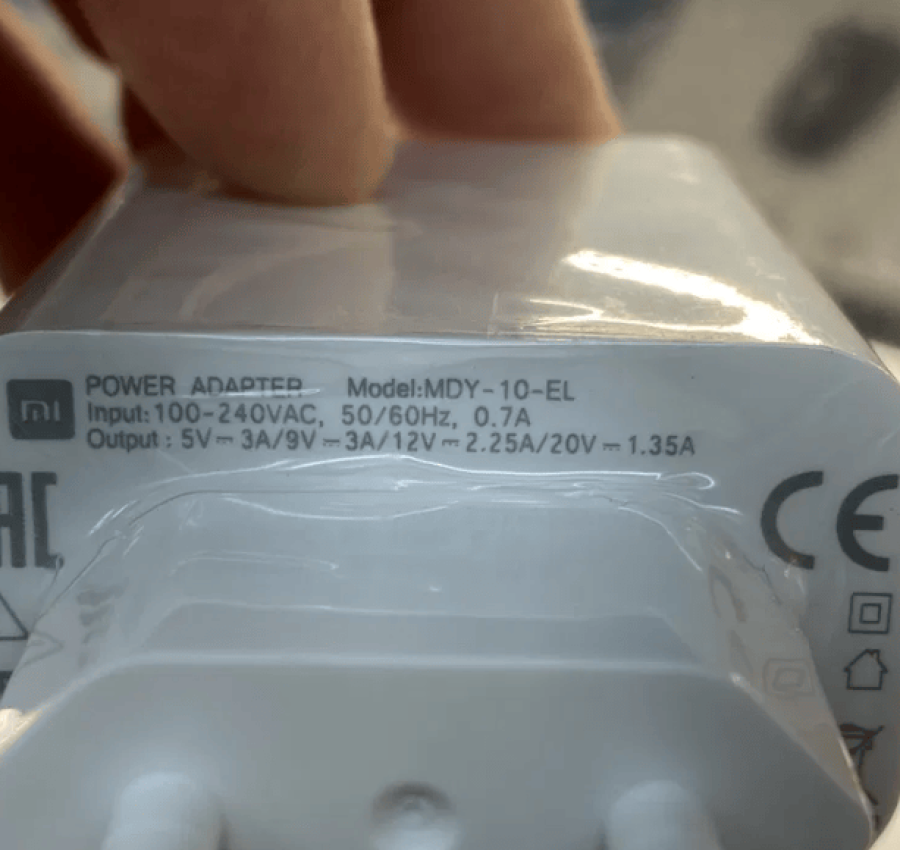 mi
POWER ADAPTER Model:MDY-10-EL
Input:100-240VAC, 50/60Hz, 0.7A
Output : 5V⎓3A/9V⎓3A/12V⎓2.25A/20V⎓1.35A
EAC
CE